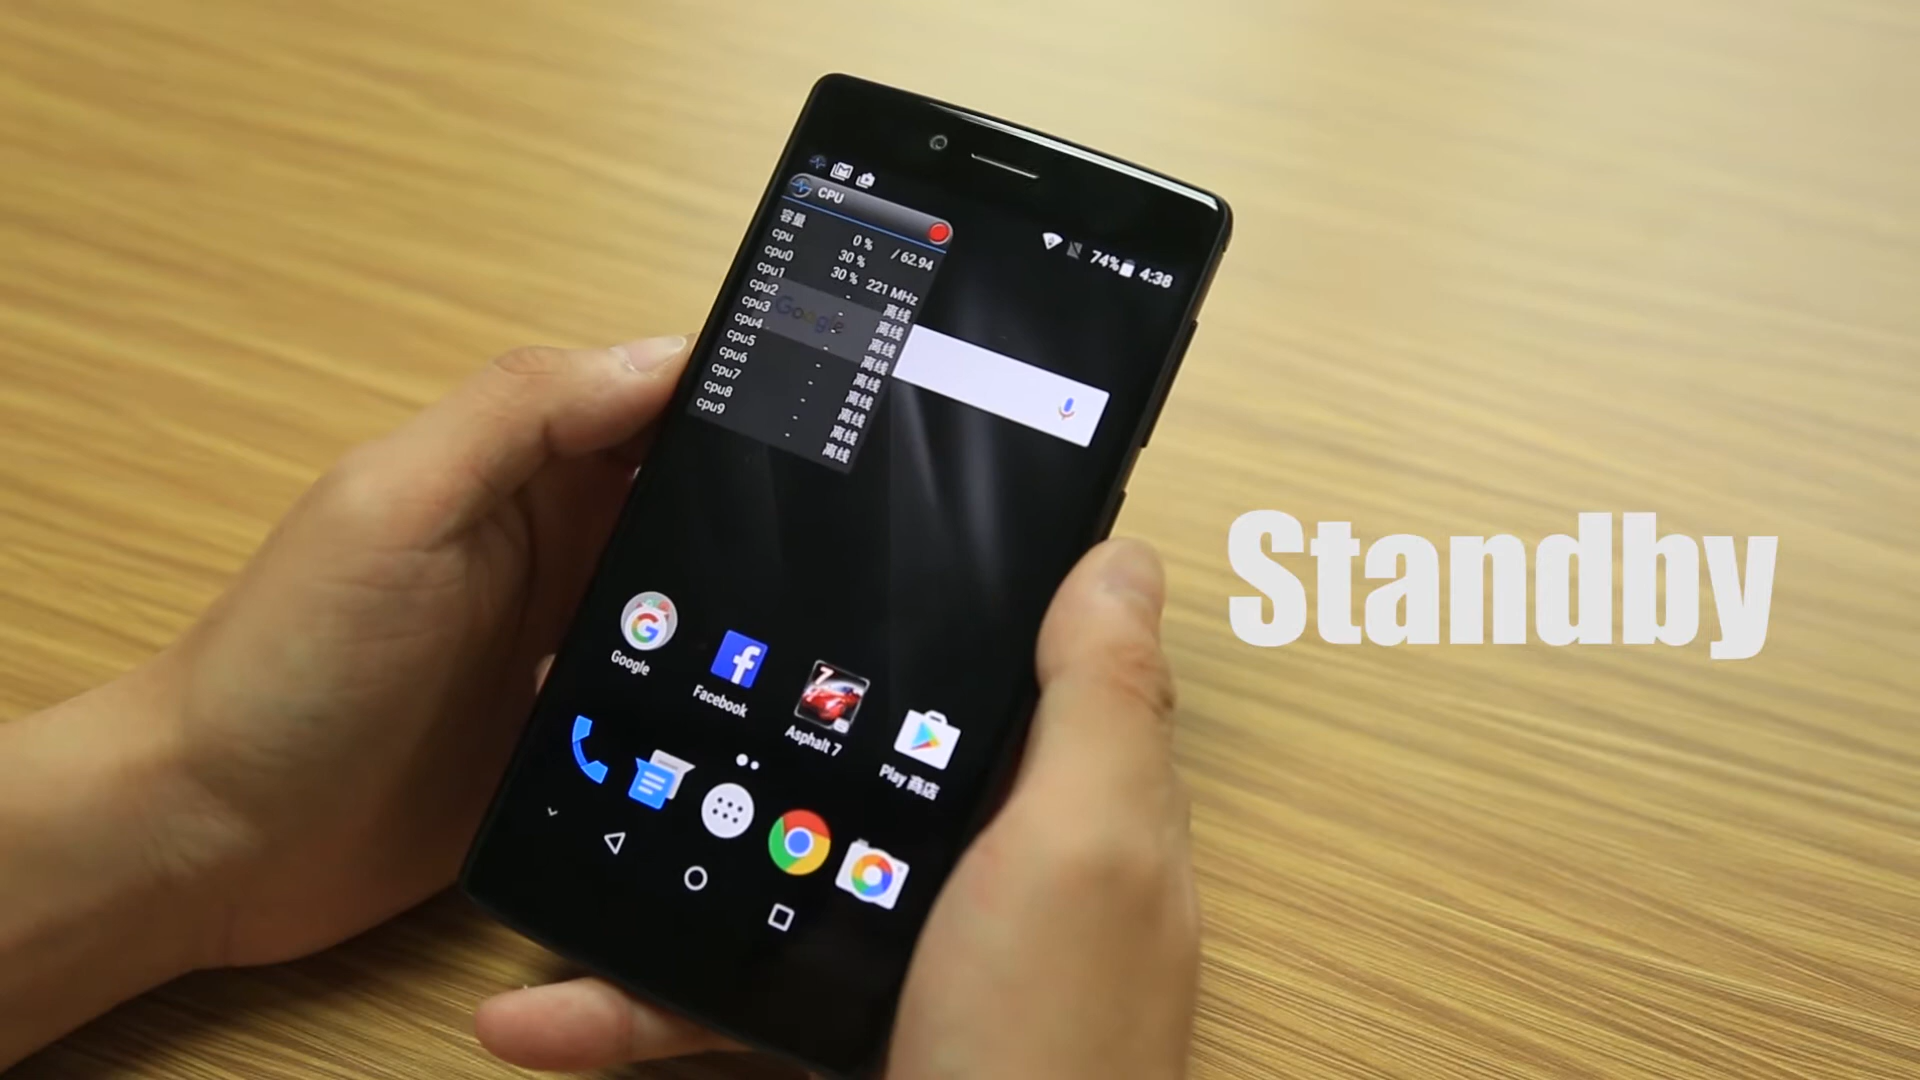 CPU
容量 0 % / 62.94
cpu 30 %
cpu0 30 % 221 MHz
cpu1 - 离线
cpu2 - 离线
cpu3 - 离线
cpu4 - 离线
cpu5 - 离线
cpu6 - 离线
cpu7 - 离线
cpu8 - 离线
cpu9 - 离线
74% 4:38
Google
Standby
Google
Facebook
Asphalt 7
Play 商店